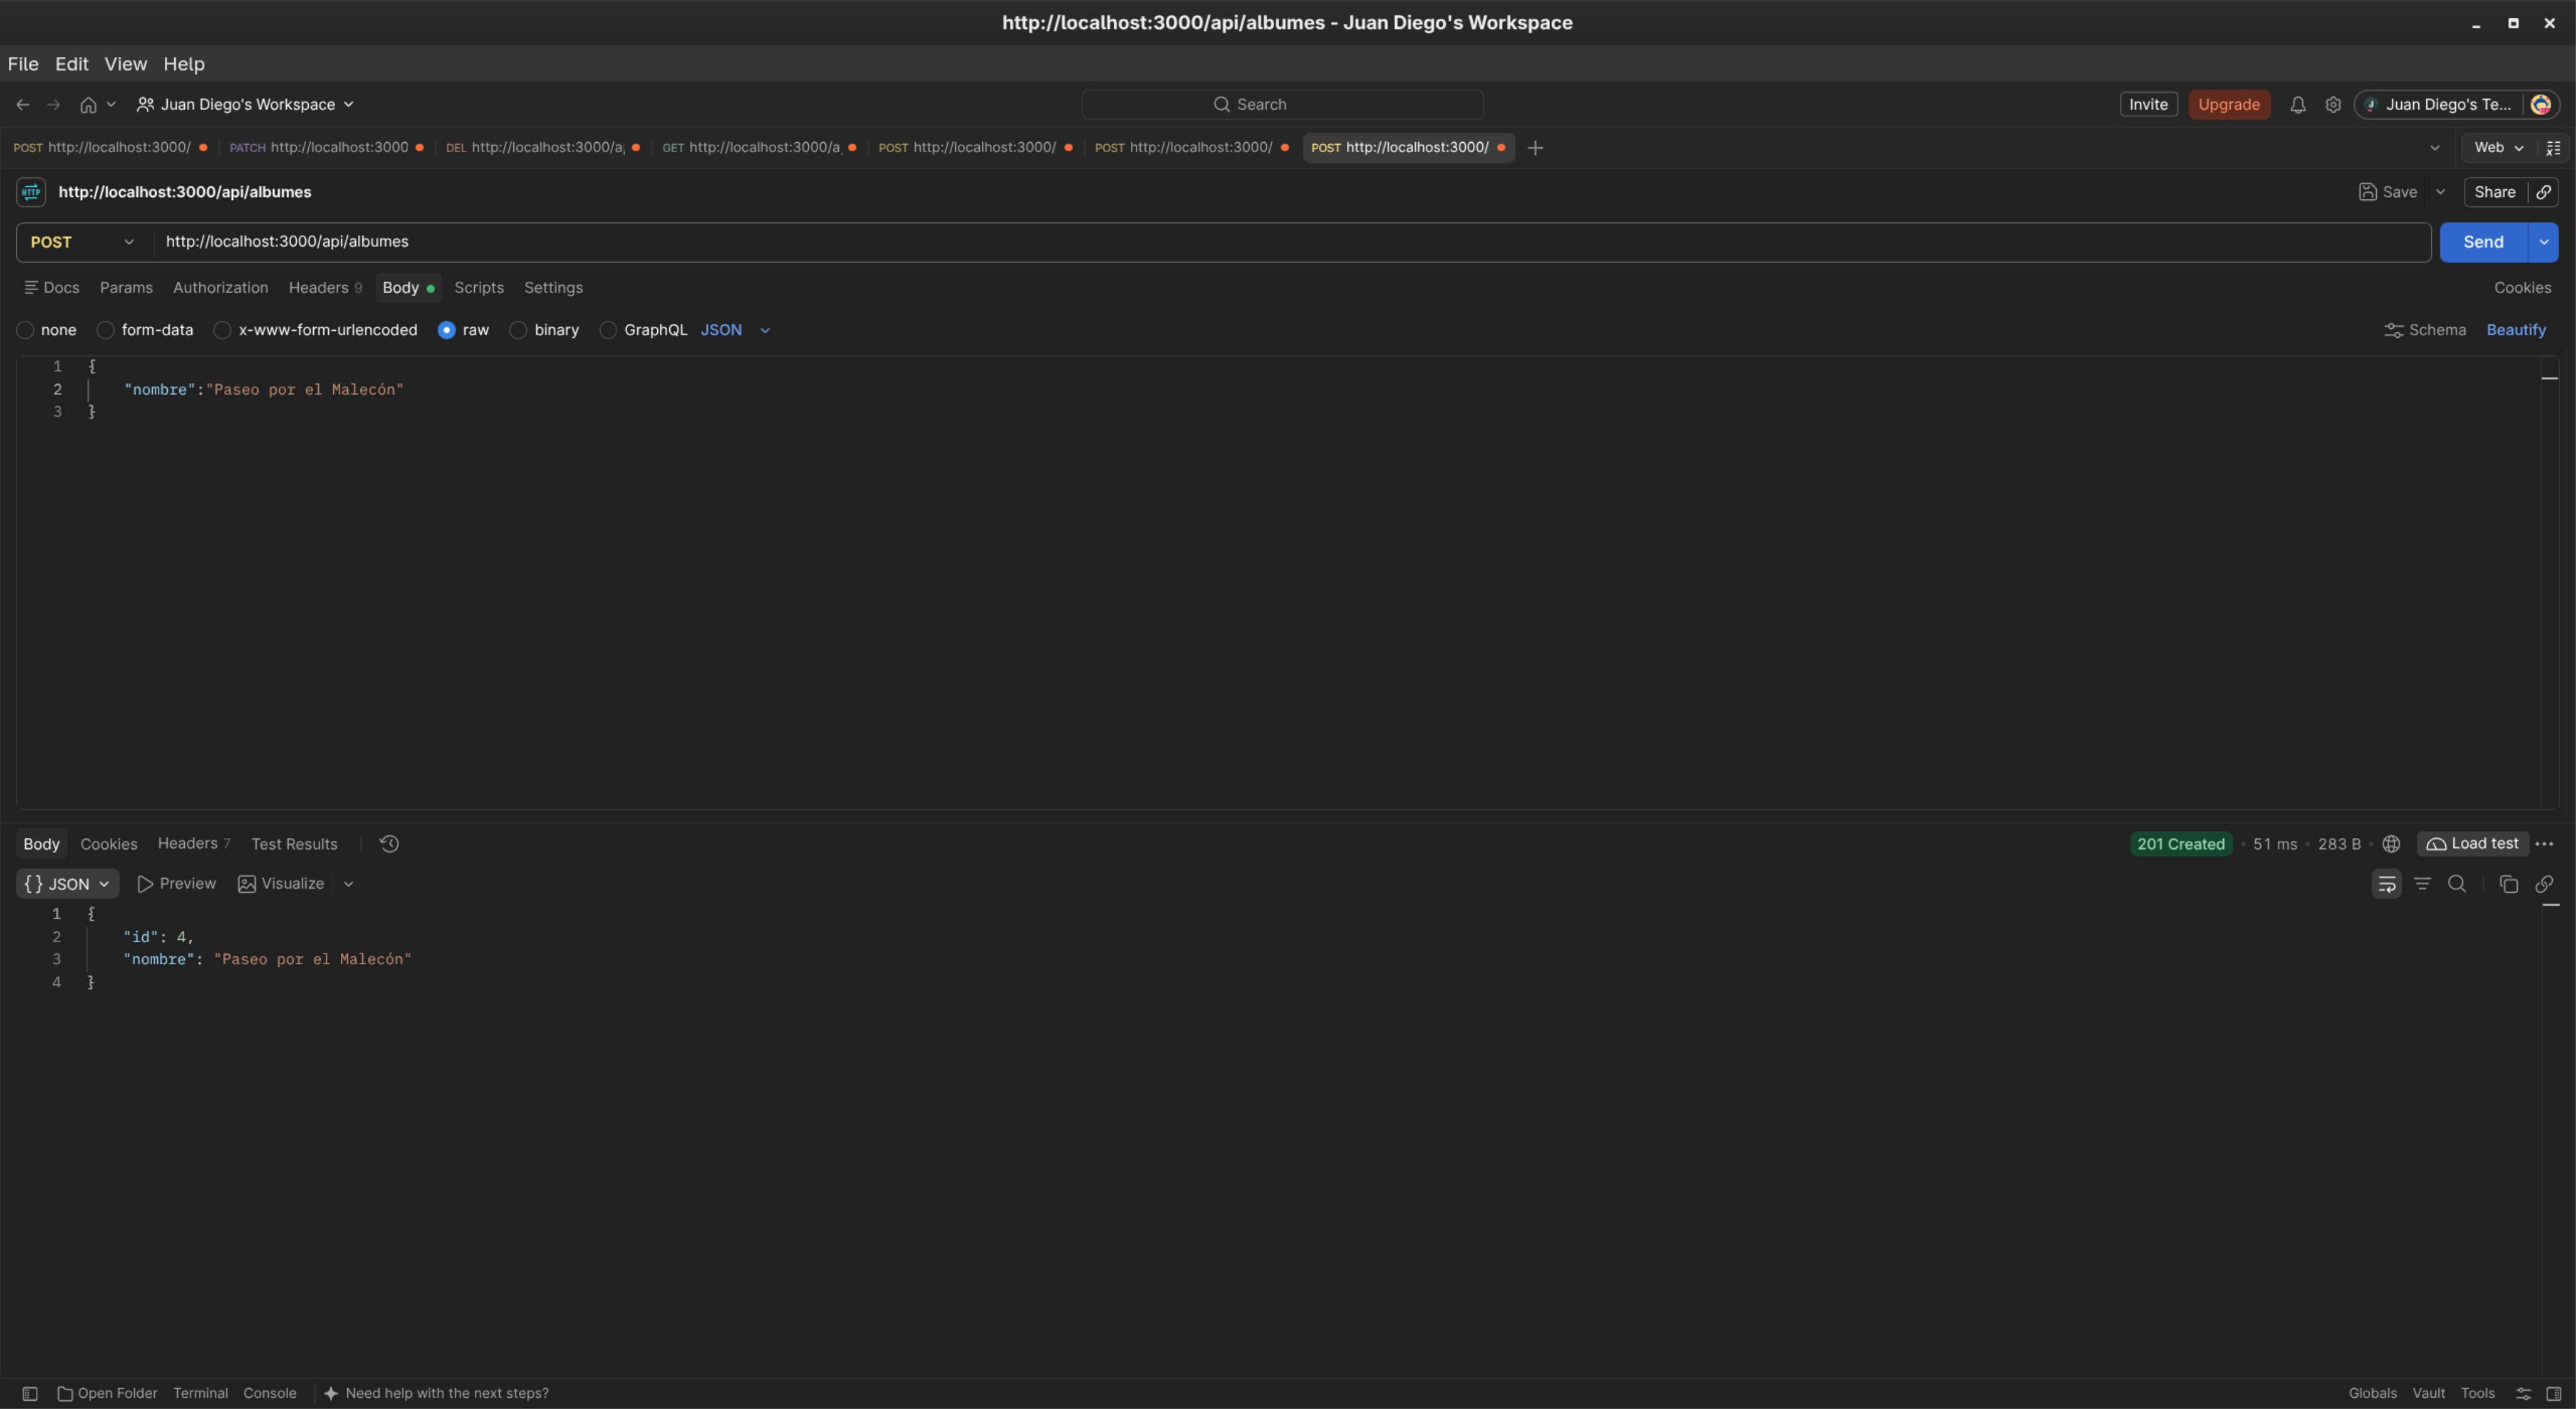 http://localhost:3000/api/albumes - Juan Diego's Workspace
File Edit View Help
Juan Diego's Workspace Search Invite Upgrade Juan Diego's Te...
POST http://localhost:3000/ PATCH http://localhost:3000 DEL http://localhost:3000/a GET http://localhost:3000/a POST http://localhost:3000/ POST http://localhost:3000/ POST http://localhost:3000/ Web
HTTP http://localhost:3000/api/albumes Save Share
POST http://localhost:3000/api/albumes Send
Docs Params Authorization Headers 9 Body Scripts Settings Cookies
none form-data x-www-form-urlencoded raw binary GraphQL JSON Schema Beautify
1 {
2 "nombre":"Paseo por el Malecón"
3 }
Body Cookies Headers 7 Test Results 201 Created 51 ms 283 B Load test
{} JSON Preview Visualize
1 {
2 "id": 4,
3 "nombre": "Paseo por el Malecón"
4 }
Open Folder Terminal Console Need help with the next steps? Globals Vault Tools